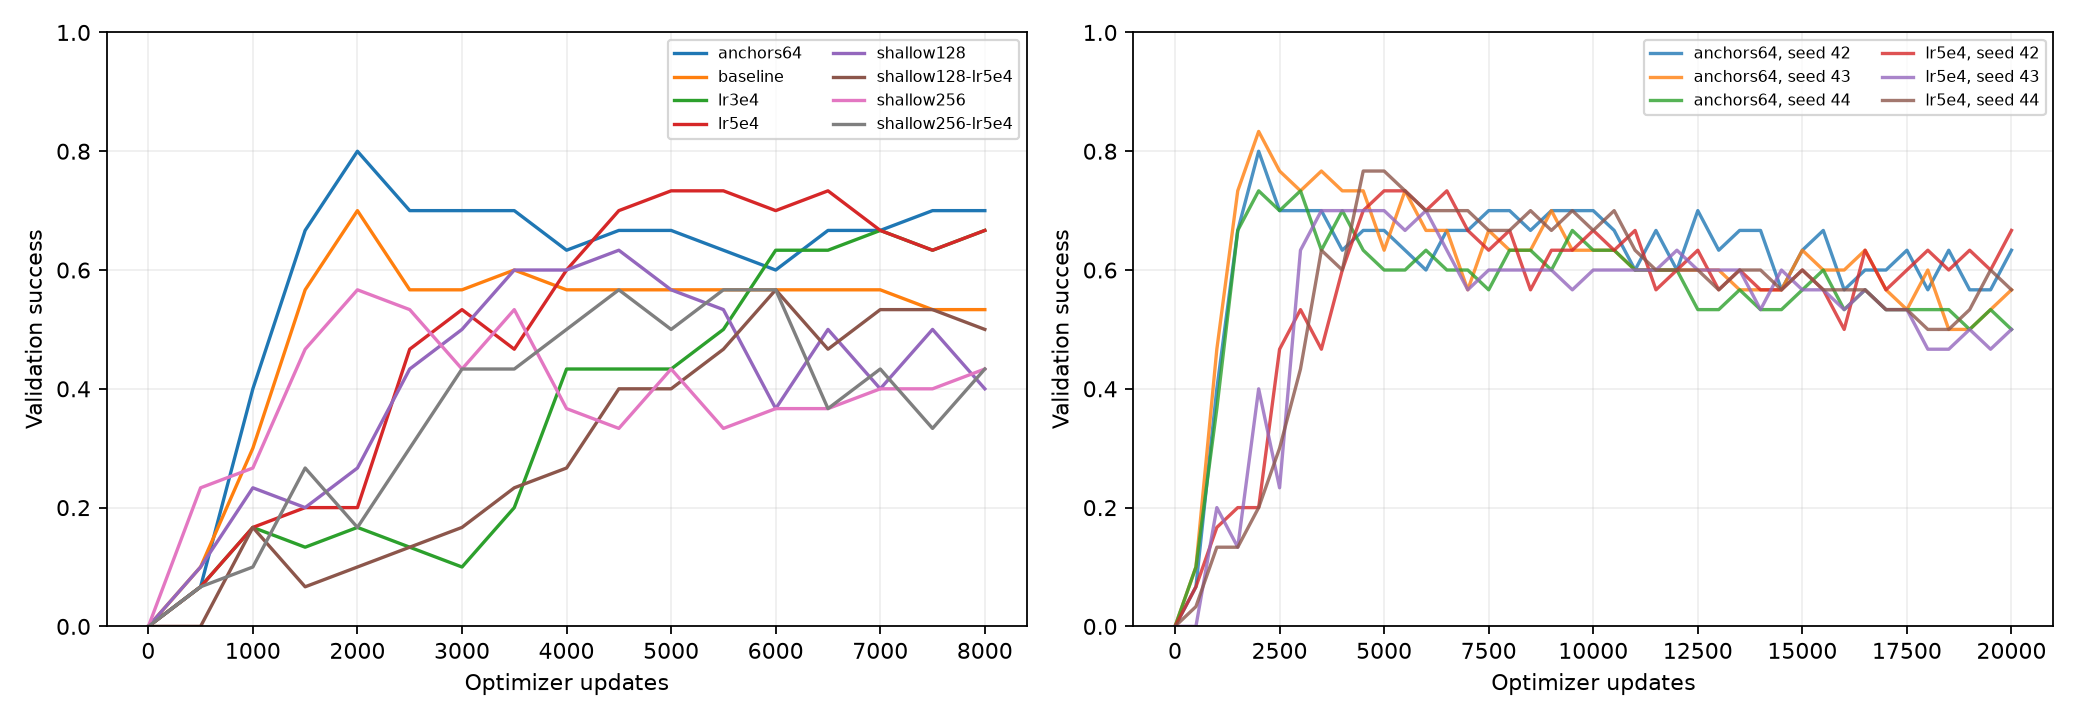 1.0
0.8
0.6
0.4
0.2
0.0
Validation success
anchors64
baseline
lr3e4
lr5e4
shallow128
shallow128-lr5e4
shallow256
shallow256-lr5e4
0 1000 2000 3000 4000 5000 6000 7000 8000
Optimizer updates
1.0
0.8
0.6
0.4
0.2
0.0
Validation success
anchors64, seed 42
anchors64, seed 43
anchors64, seed 44
lr5e4, seed 42
lr5e4, seed 43
lr5e4, seed 44
0 2500 5000 7500 10000 12500 15000 17500 20000
Optimizer updates